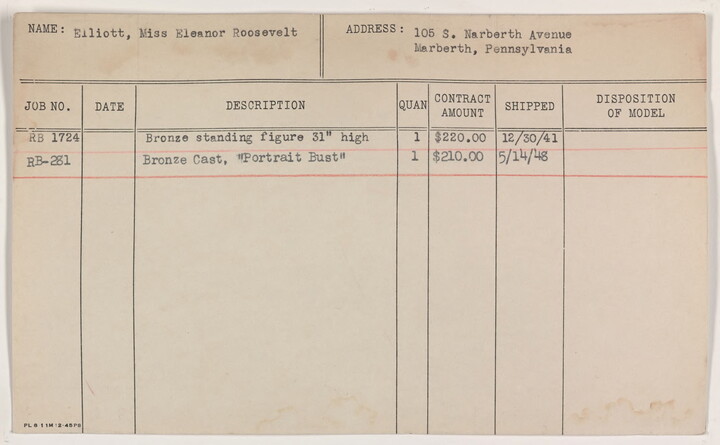 NAME: Elliott, Miss Eleanor Roosevelt
ADDRESS: 105 S. Narberth Avenue
Marberth, Pennsylvania
JOB NO. DATE DESCRIPTION QUAN CONTRACT AMOUNT SHIPPED DISPOSITION OF MODEL
RB 1724 Bronze standing figure 31" high 1 $220.00 12/30/41
RB-281 Bronze Cast, "Portrait Bust" 1 $210.00 5/14/48